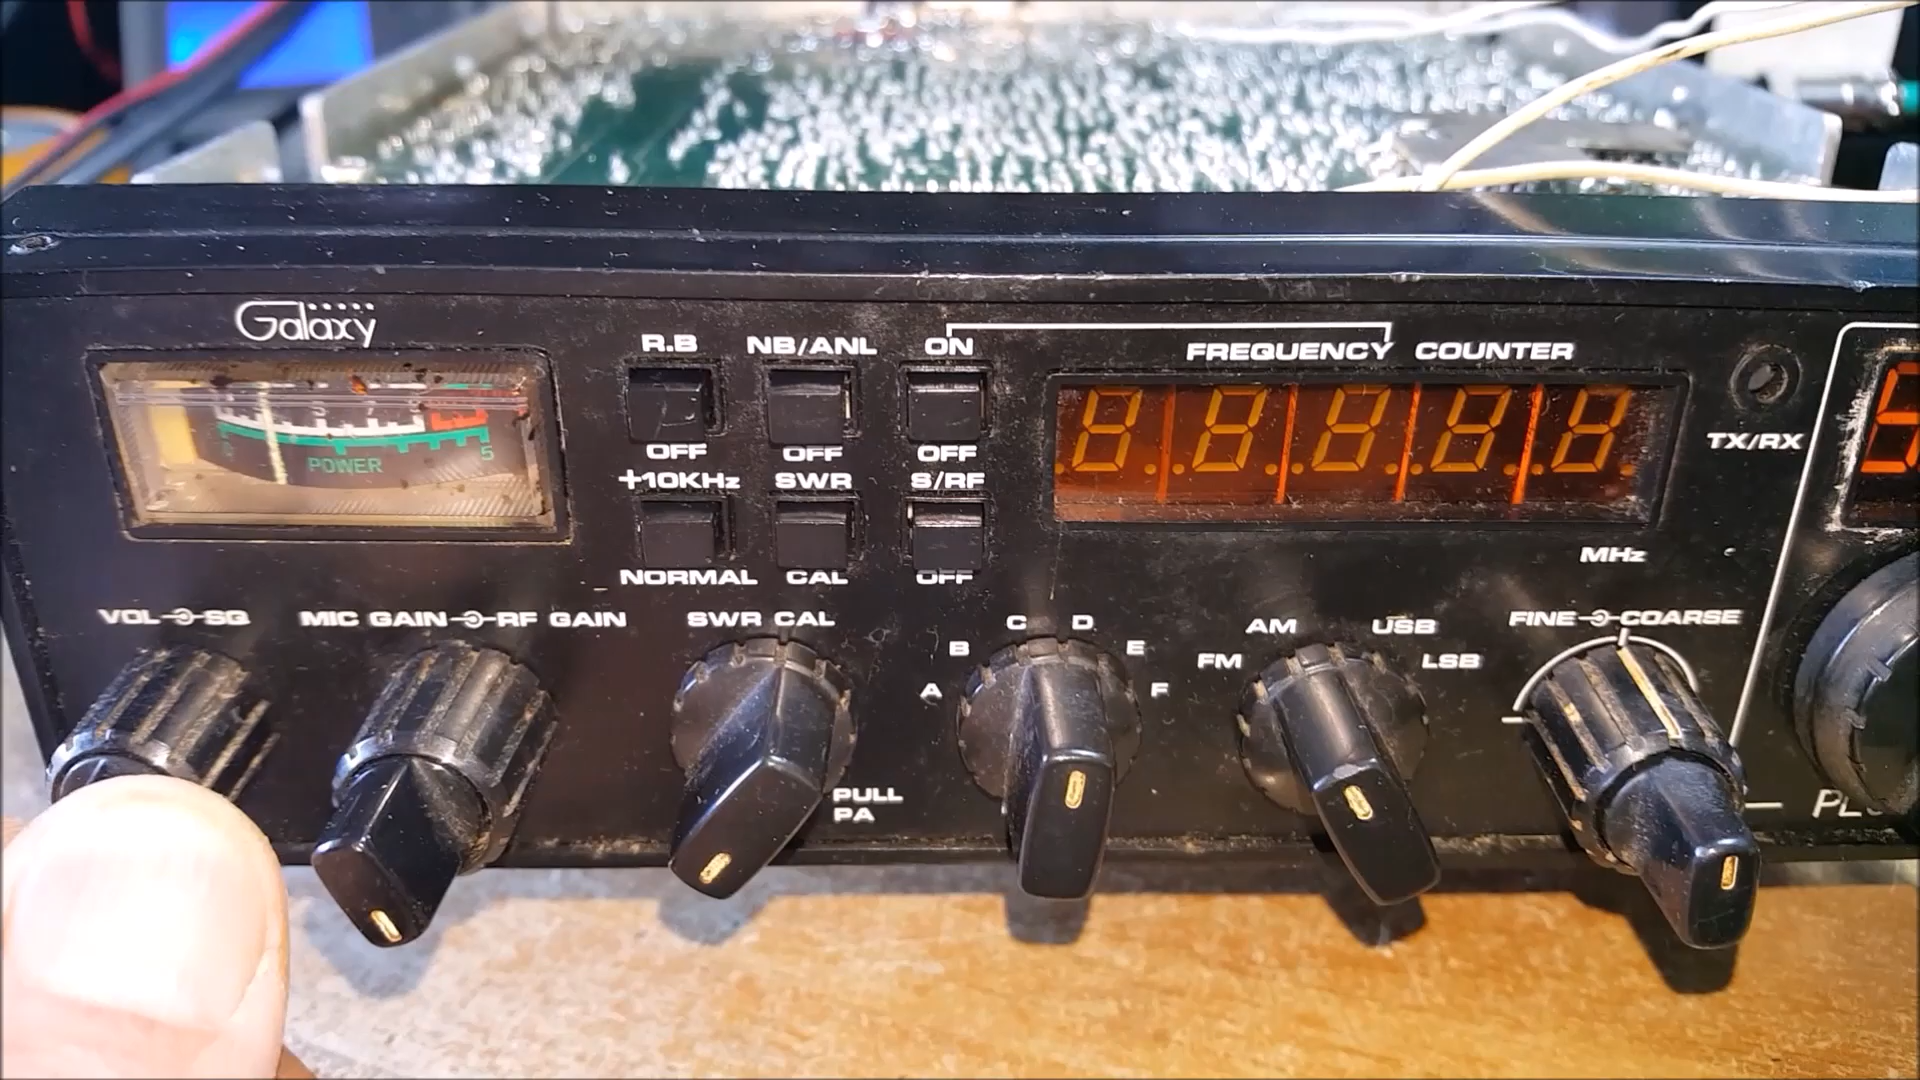 Galaxy
R.B NB/ANL ON
FREQUENCY COUNTER
OFF OFF OFF
+10KHz SWR S/RF
NORMAL CAL OFF
POWER
5
TX/RX
MHz
VOL SQ
MIC GAIN RF GAIN
SWR CAL
PULL
PA
A B C D E F
FM AM USB LSB
FINE COARSE